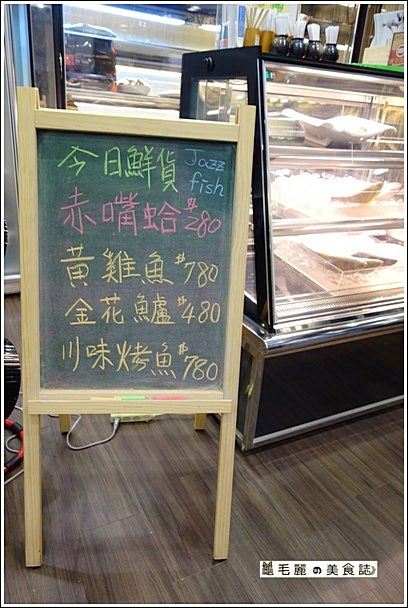 今日鮮貨 Jazz fish
赤嘴蛤 $280
黃雞魚 $780
金花鱸 $480
川味烤魚 $780
毛麗の美食誌